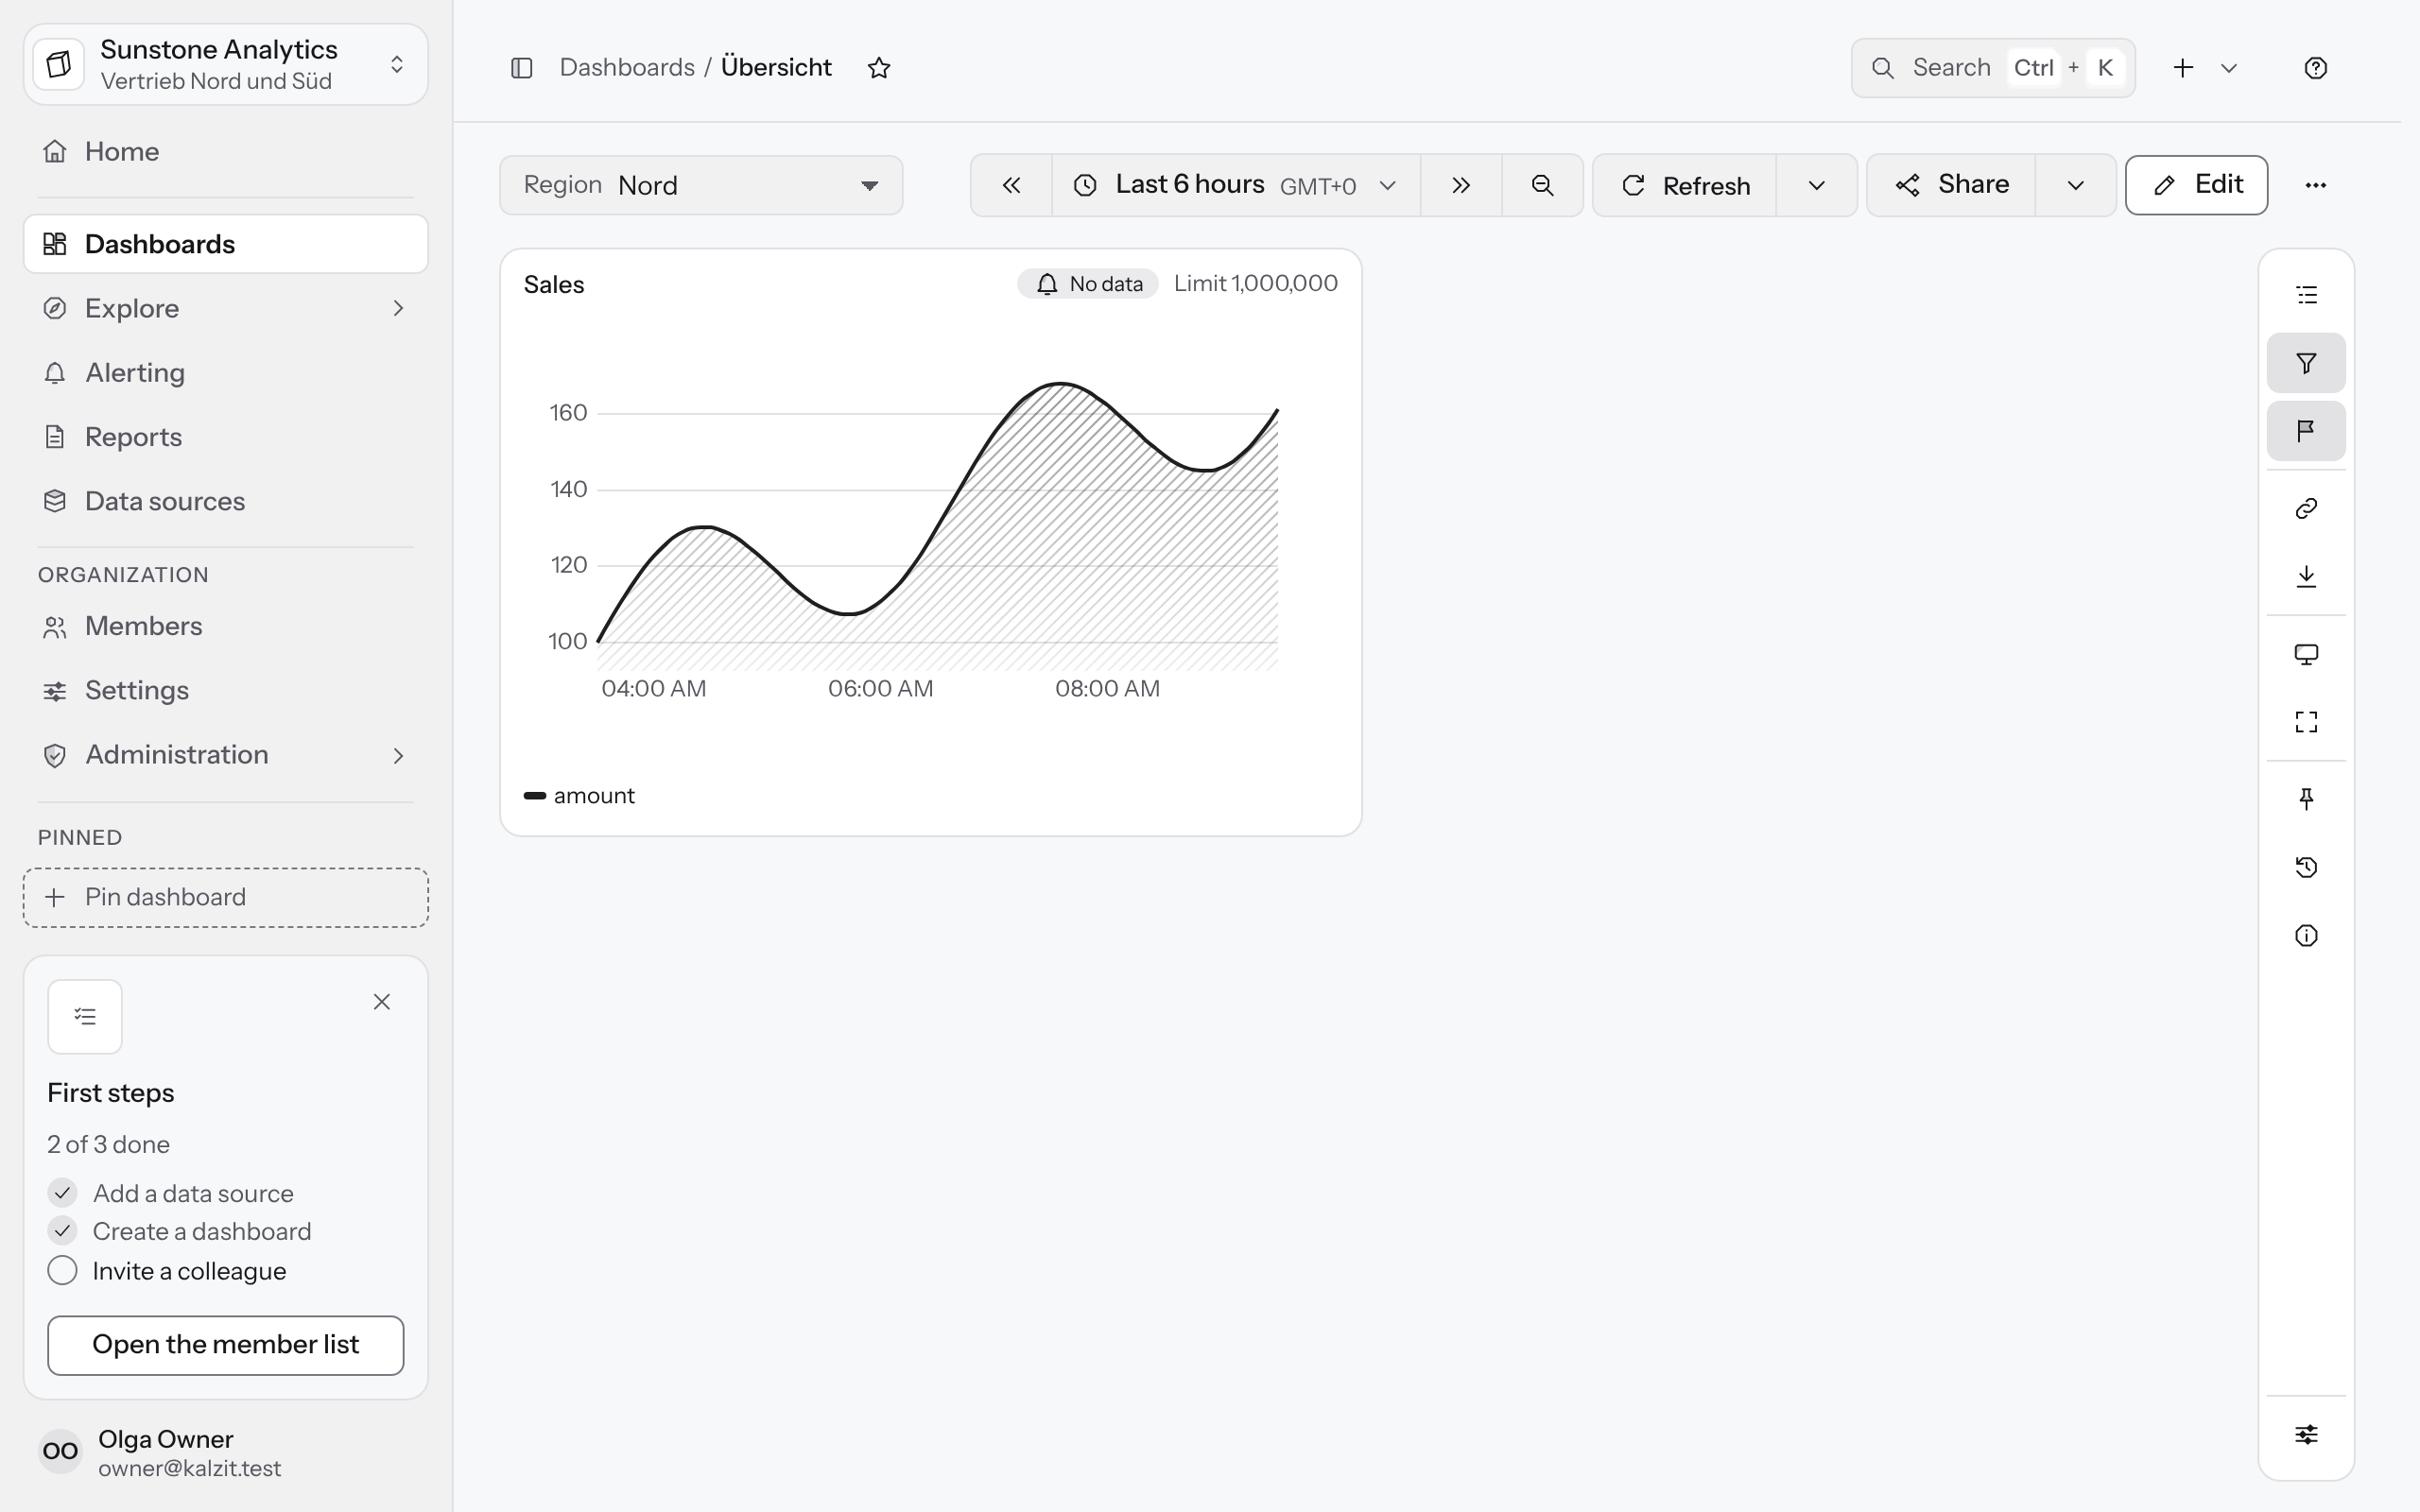 Sunstone Analytics
Vertrieb Nord und Süd
Home
Dashboards
Explore
Alerting
Reports
Data sources
ORGANIZATION
Members
Settings
Administration
PINNED
Pin dashboard
First steps
2 of 3 done
Add a data source
Create a dashboard
Invite a colleague
Open the member list
OO
Olga Owner
owner@kalzit.test
Dashboards / Übersicht
Search Ctrl + K
Region Nord
Last 6 hours GMT+0
Refresh
Share
Edit
Sales
No data
Limit 1,000,000
160
140
120
100
04:00 AM 06:00 AM 08:00 AM
amount